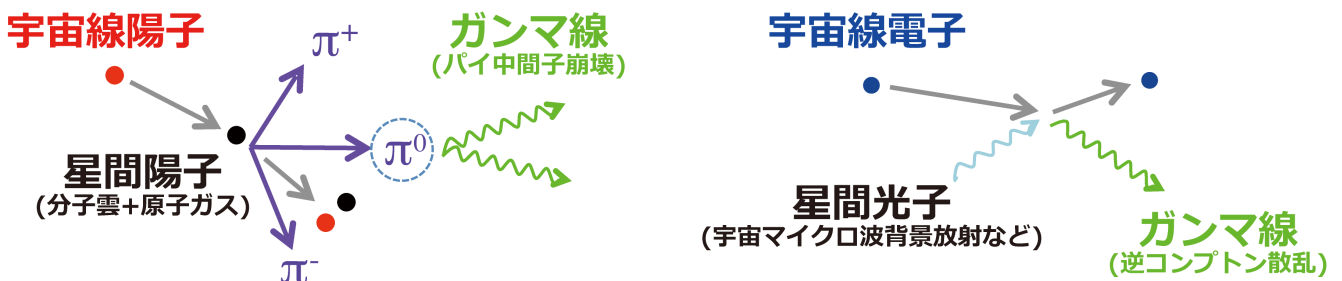 宇宙線陽子
π+
ガンマ線
(パイ中間子崩壊)
π0
星間陽子
(分子雲+原子ガス)
π-
宇宙線電子
星間光子
(宇宙マイクロ波背景放射など)
ガンマ線
(逆コンプトン散乱)